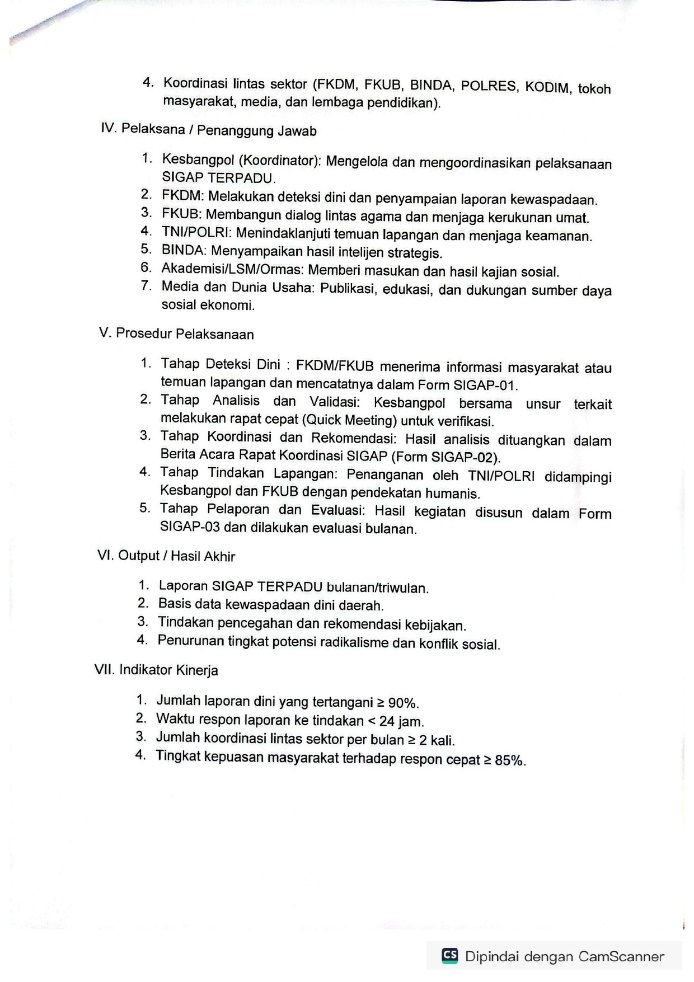 4. Koordinasi lintas sektor (FKDM, FKUB, BINDA, POLRES, KODIM, tokoh
masyarakat, media, dan lembaga pendidikan).
IV. Pelaksana / Penanggung Jawab
1. Kesbangpol (Koordinator): Mengelola dan mengoordinasikan pelaksanaan
SIGAP TERPADU.
2. FKDM: Melakukan deteksi dini dan penyampaian laporan kewaspadaan.
3. FKUB: Membangun dialog lintas agama dan menjaga kerukunan umat.
4. TNI/POLRI: Menindaklanjuti temuan lapangan dan menjaga keamanan.
5. BINDA: Menyampaikan hasil intelijen strategis.
6. Akademisi/LSM/Ormas: Memberi masukan dan hasil kajian sosial.
7. Media dan Dunia Usaha: Publikasi, edukasi, dan dukungan sumber daya
sosial ekonomi.
V. Prosedur Pelaksanaan
1. Tahap Deteksi Dini : FKDM/FKUB menerima informasi masyarakat atau
temuan lapangan dan mencatatnya dalam Form SIGAP-01.
2. Tahap Analisis dan Validasi: Kesbangpol bersama unsur terkait
melakukan rapat cepat (Quick Meeting) untuk verifikasi.
3. Tahap Koordinasi dan Rekomendasi: Hasil analisis dituangkan dalam
Berita Acara Rapat Koordinasi SIGAP (Form SIGAP-02).
4. Tahap Tindakan Lapangan: Penanganan oleh TNI/POLRI didampingi
Kesbangpol dan FKUB dengan pendekatan humanis.
5. Tahap Pelaporan dan Evaluasi: Hasil kegiatan disusun dalam Form
SIGAP-03 dan dilakukan evaluasi bulanan.
VI. Output / Hasil Akhir
1. Laporan SIGAP TERPADU bulanan/triwulan.
2. Basis data kewaspadaan dini daerah.
3. Tindakan pencegahan dan rekomendasi kebijakan.
4. Penurunan tingkat potensi radikalisme dan konflik sosial.
VII. Indikator Kinerja
1. Jumlah laporan dini yang tertangani ≥ 90%.
2. Waktu respon laporan ke tindakan < 24 jam.
3. Jumlah koordinasi lintas sektor per bulan ≥ 2 kali.
4. Tingkat kepuasan masyarakat terhadap respon cepat ≥ 85%.
CS Dipindai dengan CamScanner